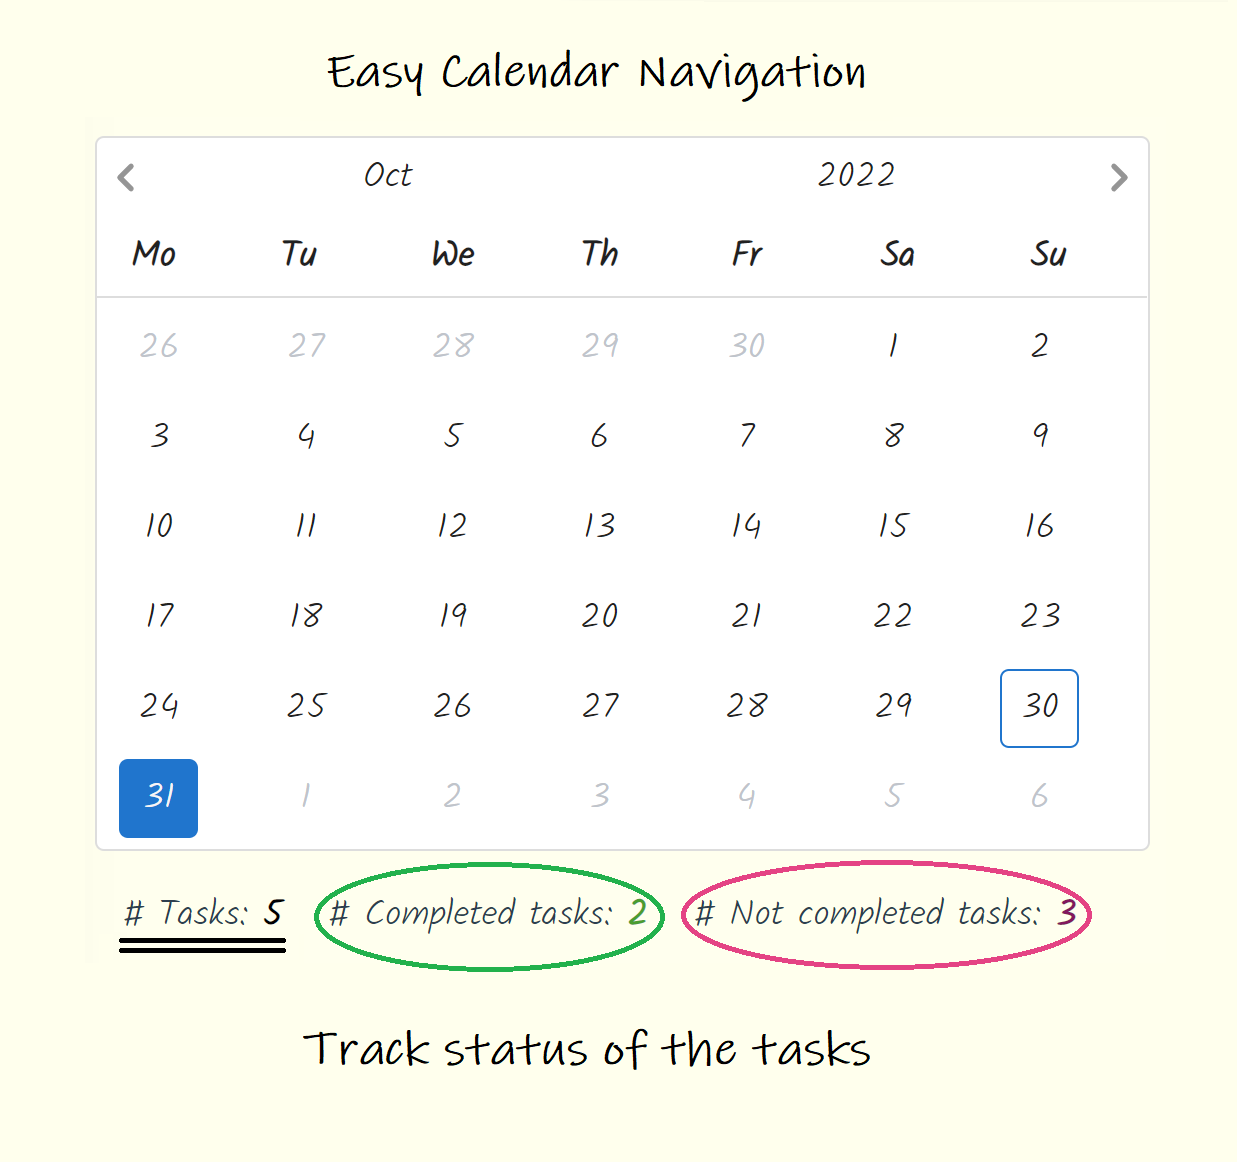 Easy Calendar Navigation
Oct 2022
Mo Tu We Th Fr Sa Su
26 27 28 29 30 1 2
3 4 5 6 7 8 9
10 11 12 13 14 15 16
17 18 19 20 21 22 23
24 25 26 27 28 29 30
31 1 2 3 4 5 6
# Tasks: 5 # Completed tasks: 2 # Not completed tasks: 3
Track status of the tasks